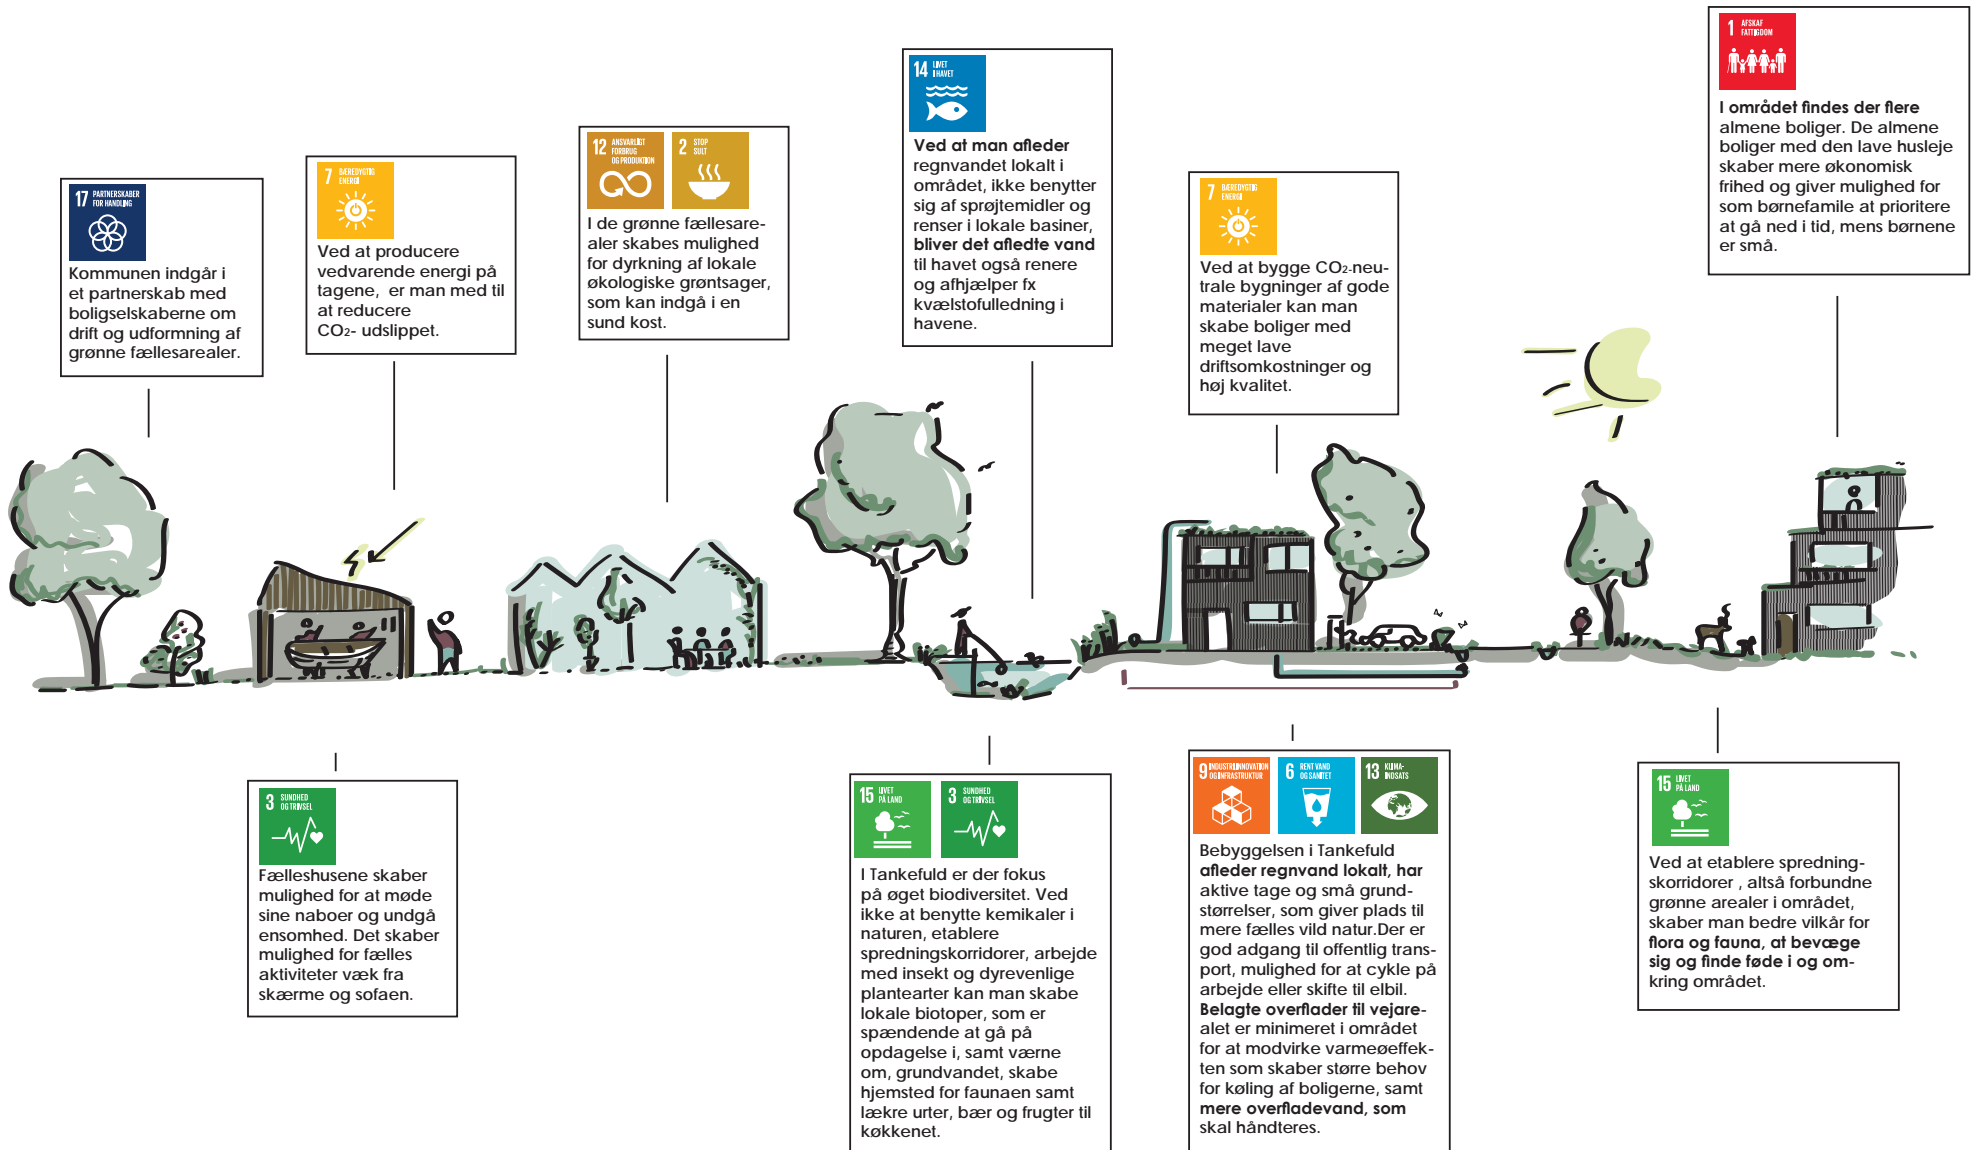 17 PARTNERSKABER
FOR HANDLING
Kommunen indgår i
et partnerskab med
boligselskaberne om
drift og udformning af
grønne fællesarealer.
7 BÆREDYGTIG
ENERGI
Ved at producere
vedvarende energi på
tagene, er man med til
at reducere
CO2- udslippet.
12 ANSVARLIGT
FORBRUG
OG PRODUKTION
2 STOP
SULT
I de grønne fællesare-
aler skabes mulighed
for dyrkning af lokale
økologiske grøntsager,
som kan indgå i en
sund kost.
14 LIVET
I HAVET
Ved at man afleder
regnvandet lokalt i
området, ikke benytter
sig af sprøjtemidler og
renser i lokale basiner,
bliver det afledte vand
til havet også renere
og afhjælper fx
kvælstofulledning i
havene.
7 BÆREDYGTIG
ENERGI
Ved at bygge CO2-neu-
trale bygninger af gode
materialer kan man
skabe boliger med
meget lave
driftsomkostninger og
høj kvalitet.
1 AFSKAF
FATTIGDOM
I området findes der flere
almene boliger. De almene
boliger med den lave husleje
skaber mere økonomisk
frihed og giver mulighed for
som børnefamile at prioritere
at gå ned i tid, mens børnene
er små.
3 SUNDHED
OG TRIVSEL
Fælleshusene skaber
mulighed for at møde
sine naboer og undgå
ensomhed. Det skaber
mulighed for fælles
aktiviteter væk fra
skærme og sofaen.
15 LIVET
PÅ LAND
3 SUNDHED
OG TRIVSEL
I Tankefuld er der fokus
på øget biodiversitet. Ved
ikke at benytte kemikaler i
naturen, etablere
spredningskorridorer, arbejde
med insekt og dyrevenlige
plantearter kan man skabe
lokale biotoper, som er
spændende at gå på
opdagelse i, samt værne
om, grundvandet, skabe
hjemsted for faunaen samt
lækre urter, bær og frugter til
køkkenet.
9 INDUSTRI, INNOVATION
OG INFRASTRUKTUR
6 RENT VAND
OG SANITET
13 KLIMA-
INDSATS
Bebyggelsen i Tankefuld
afleder regnvand lokalt, har
aktive tage og små grund-
størrelser, som giver plads til
mere fælles vild natur.Der er
god adgang til offentlig trans-
port, mulighed for at cykle på
arbejde eller skifte til elbil.
Belagte overflader til vejare-
alet er minimeret i området
for at modvirke varmeøeffek-
ten som skaber større behov
for køling af boligerne, samt
mere overfladevand, som
skal håndteres.
15 LIVET
PÅ LAND
Ved at etablere spredning-
skorridorer , altså forbundne
grønne arealer i området,
skaber man bedre vilkår for
flora og fauna, at bevæge
sig og finde føde i og om-
kring området.